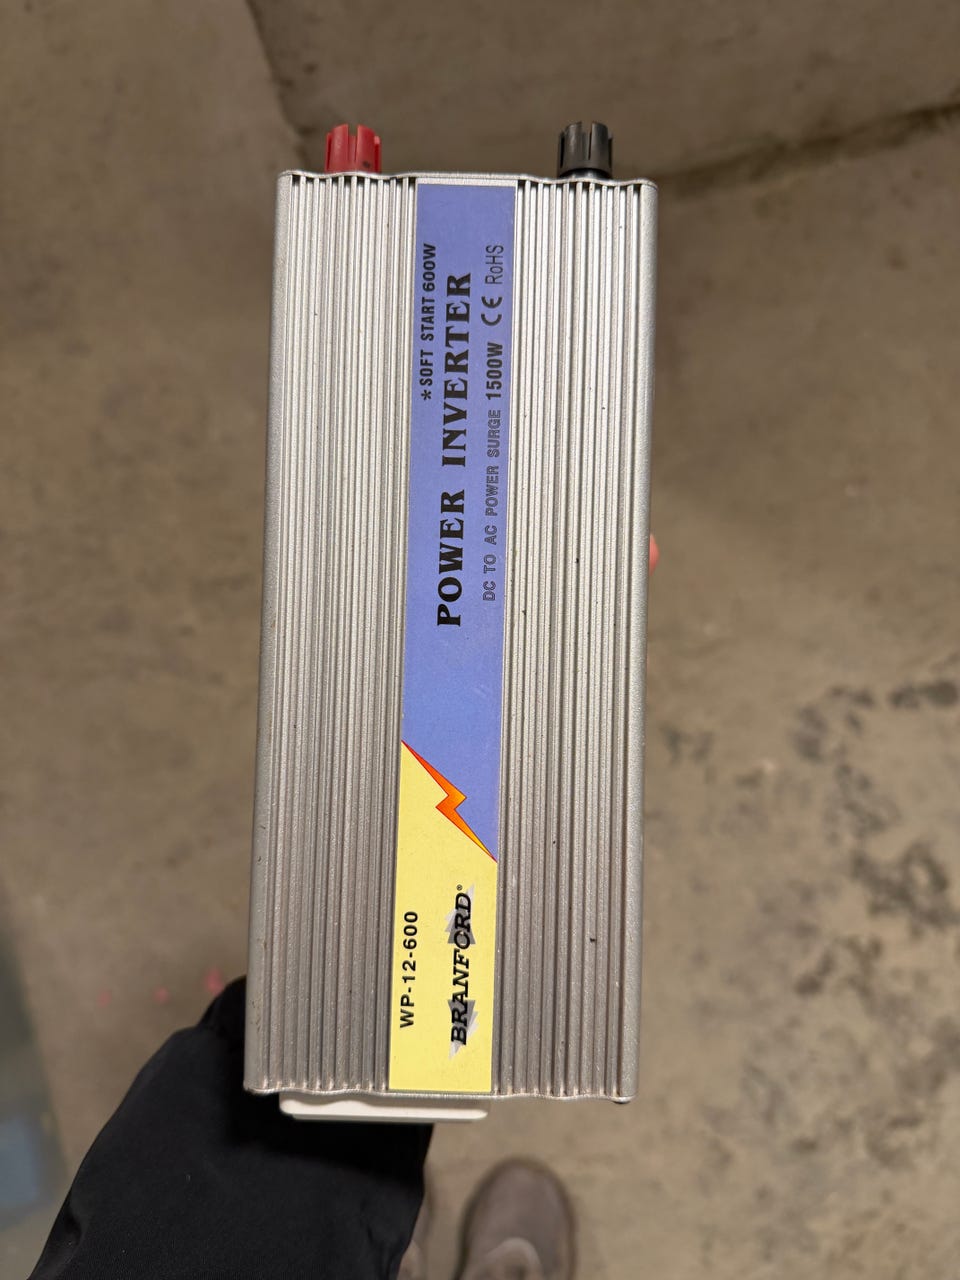 *SOFT START 600W
POWER INVERTER
DC TO AC POWER SURGE 1500W CE RoHS
WP-12-600
BRANFORD®